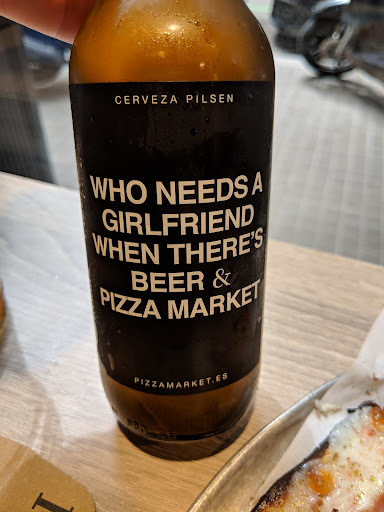 CERVEZA PILSEN
WHO NEEDS A
GIRLFRIEND
WHEN THERE'S
BEER &
PIZZA MARKET
PIZZAMARKET.ES